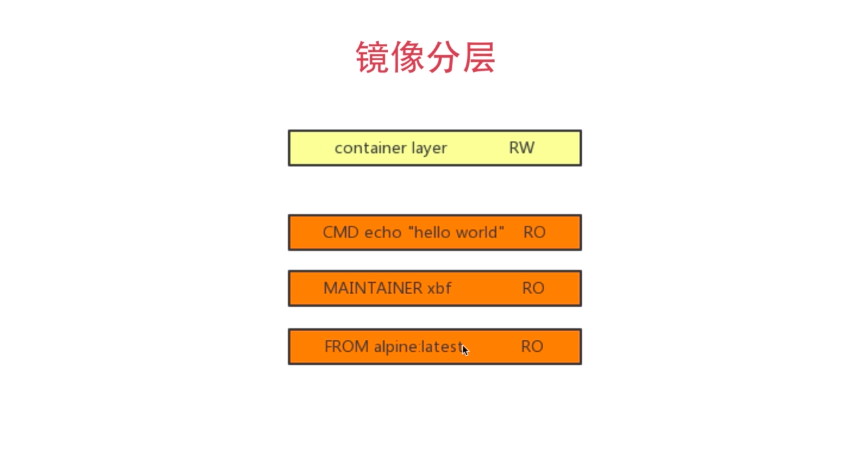 镜像分层
container layer RW
CMD echo "hello world" RO
MAINTAINER xbf RO
FROM alpine:latest RO